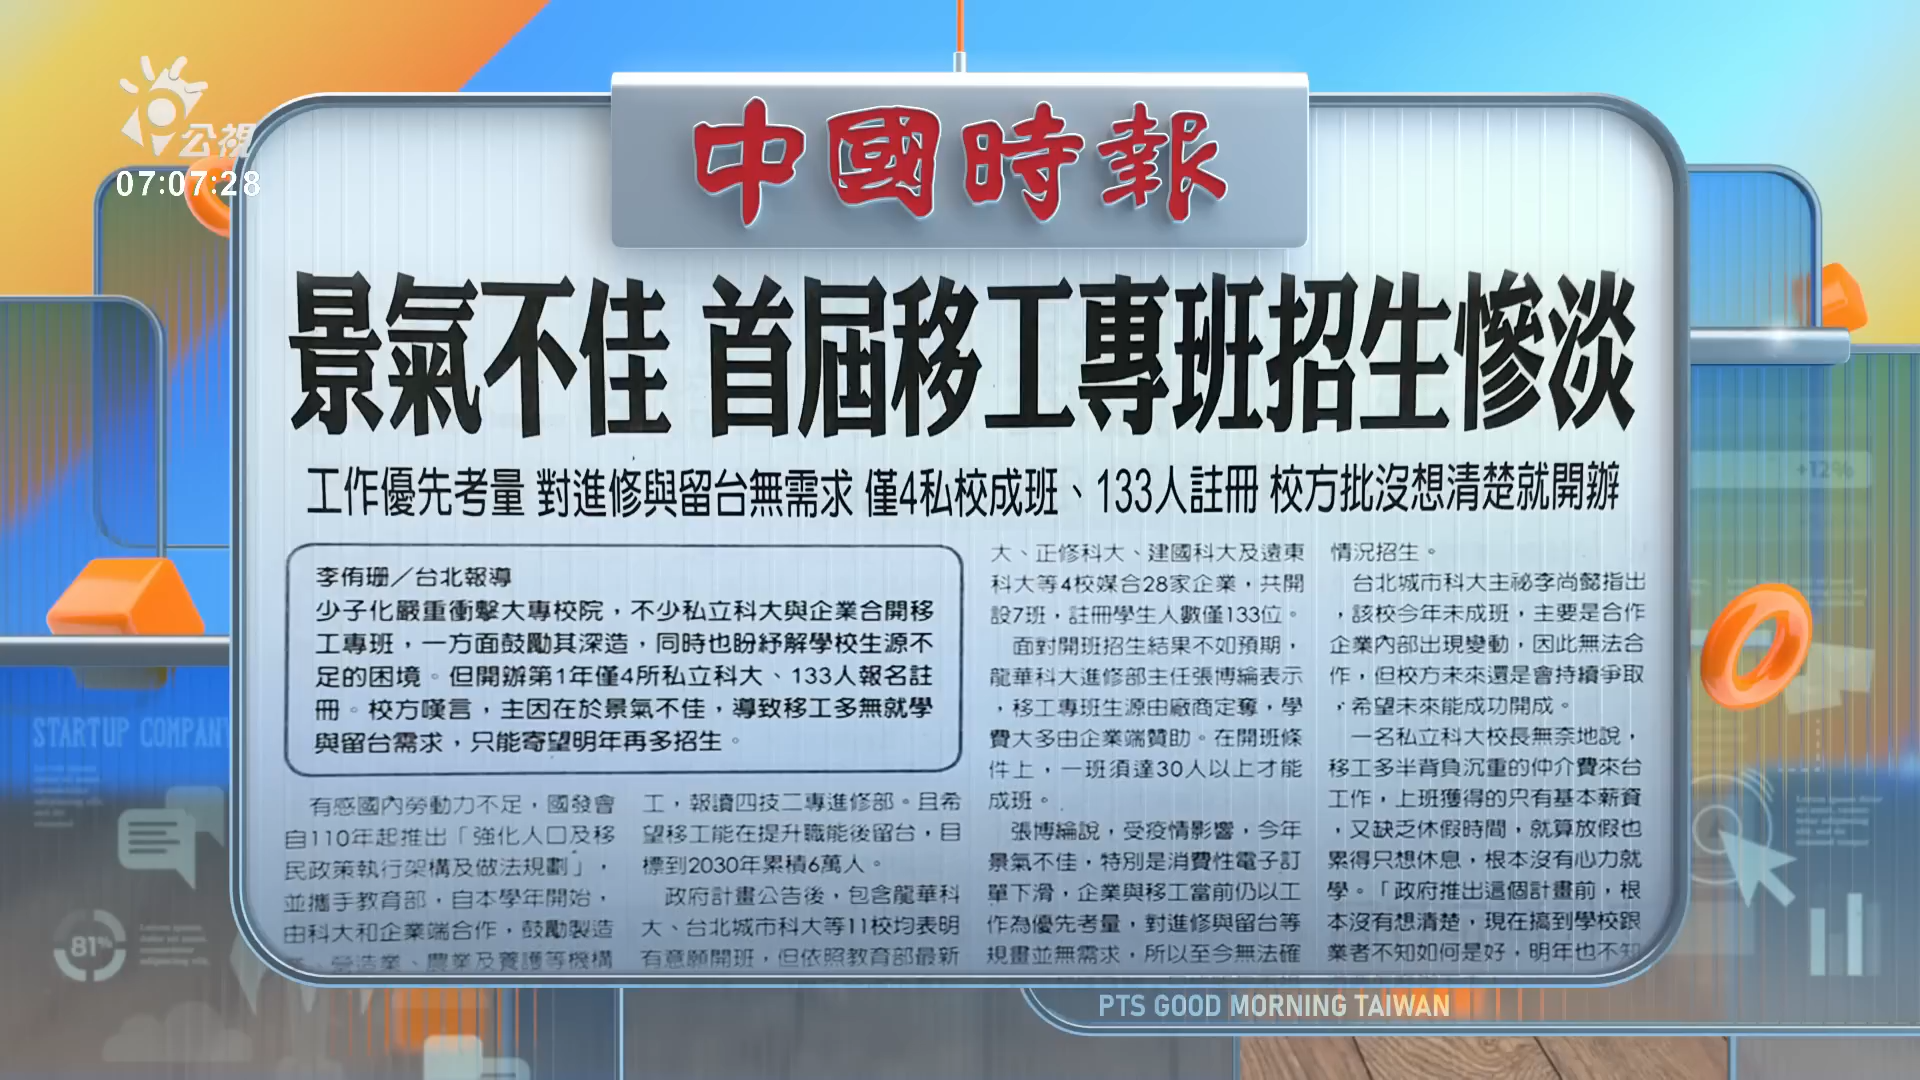 公視
07:07:28
中國時報
景氣不佳 首屆移工專班招生慘淡
工作優先考量 對進修與留台無需求 僅4私校成班、133人註冊 校方批沒想清楚就開辦
李侑珊／台北報導
少子化嚴重衝擊大專校院，不少私立科大與企業合開移
工專班，一方面鼓勵其深造，同時也盼紓解學校生源不
足的困境。但開辦第1年僅4所私立科大、133人報名註
冊。校方嘆言，主因在於景氣不佳，導致移工多無就學
與留台需求，只能寄望明年再多招生。
有感國內勞動力不足，國發會
自110年起推出「強化人口及移
民政策執行架構及做法規劃」，
並攜手教育部，自本學年開始，
由科大和企業端合作，鼓勵製造
業、營造業、農業及養護等機構
工，報讀四技二專進修部。且希
望移工能在提升職能後留台，目
標到2030年累積6萬人。
政府計畫公告後，包含龍華科
大、台北城市科大等11校均表明
有意願開班，但依照教育部最新
大、正修科大、建國科大及遠東
科大等4校媒合28家企業，共開
設7班，註冊學生人數僅133位。
面對開班招生結果不如預期，
龍華科大進修部主任張博綸表示
，移工專班生源由廠商定奪，學
費大多由企業端贊助。在開班條
件上，一班須達30人以上才能
成班。
張博綸說，受疫情影響，今年
景氣不佳，特別是消費性電子訂
單下滑，企業與移工當前仍以工
作為優先考量，對進修與留台等
規畫並無需求，所以至今無法確
情況招生。
台北城市科大主祕李尚懿指出
，該校今年未成班，主要是合作
企業內部出現變動，因此無法合
作，但校方未來還是會持續爭取
，希望未來能成功開成。
一名私立科大校長無奈地說，
移工多半背負沉重的仲介費來台
工作，上班獲得的只有基本薪資
，又缺乏休假時間，就算放假也
累得只想休息，根本沒有心力就
學。「政府推出這個計畫前，根
本沒有想清楚，現在搞到學校跟
業者不知如何是好，明年也不知
+12%
STARTUP COMPANY
81%
PTS GOOD MORNING TAIWAN